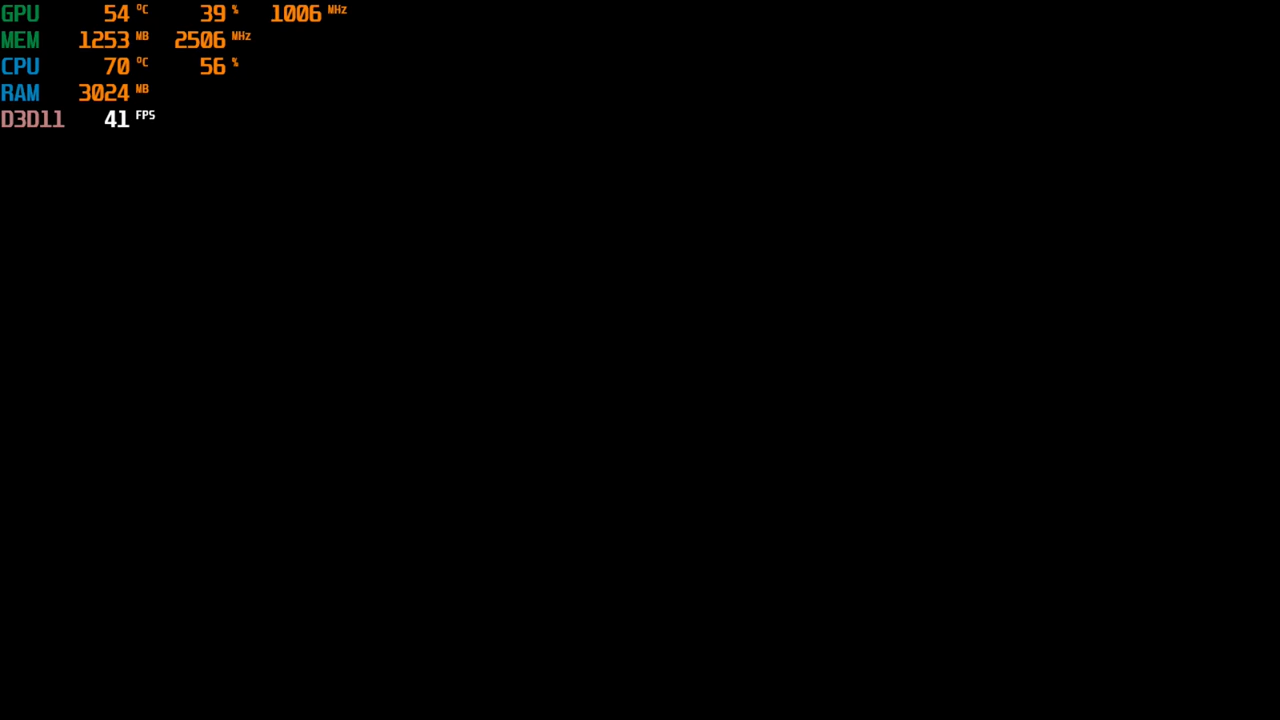 GPU 54 °C 39 % 1006 MHz
MEM 1253 MB 2506 MHz
CPU 70 °C 56 %
RAM 3024 MB
D3D11 41 FPS